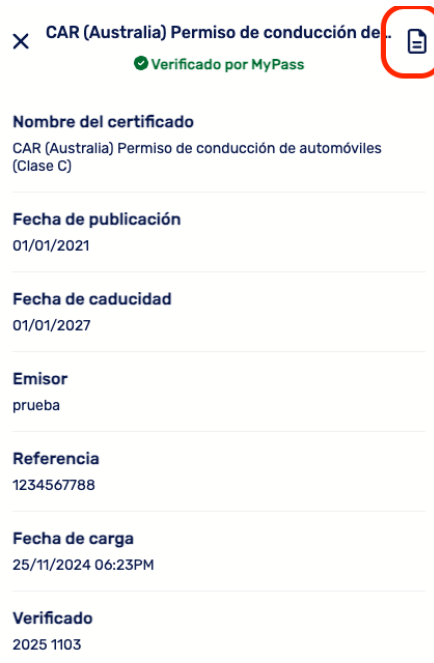 CAR (Australia) Permiso de conducción de..
Verificado por MyPass
Nombre del certificado
CAR (Australia) Permiso de conducción de automóviles
(Clase C)
Fecha de publicación
01/01/2021
Fecha de caducidad
01/01/2027
Emisor
prueba
Referencia
1234567788
Fecha de carga
25/11/2024 06:23PM
Verificado
2025 1103